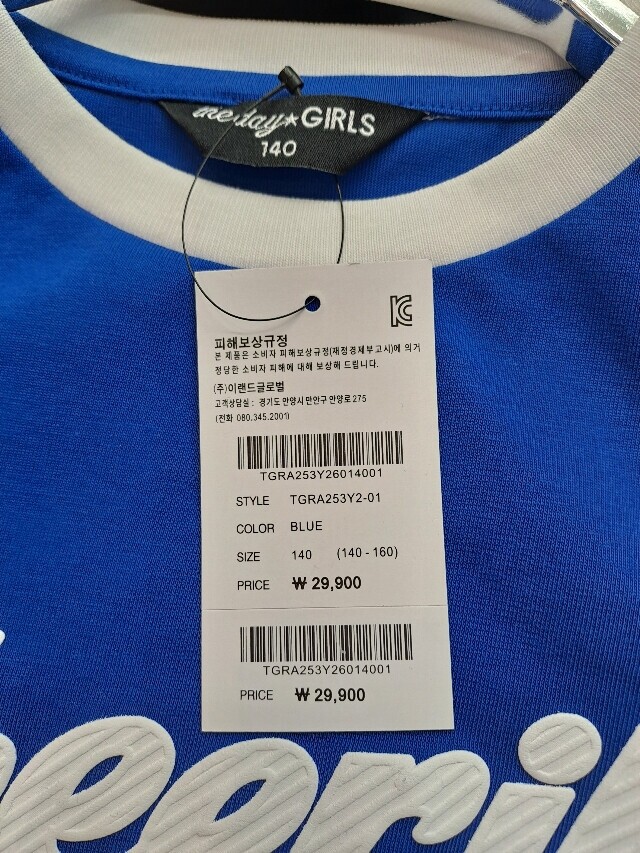 theday★GIRLS
140
피해보상규정
본 제품은 소비자 피해보상규정(재정경제부고시)에 의거
정당한 소비자 피해에 대해 보상해 드립니다.
(주)이랜드글로벌
고객상담실 : 경기도 안양시 만안구 안양로 275
(전화 080.345.2001)
TGRA253Y26014001
STYLE TGRA253Y2-01
COLOR BLUE
SIZE 140 (140 - 160)
PRICE ₩ 29,900
TGRA253Y26014001
PRICE ₩ 29,900